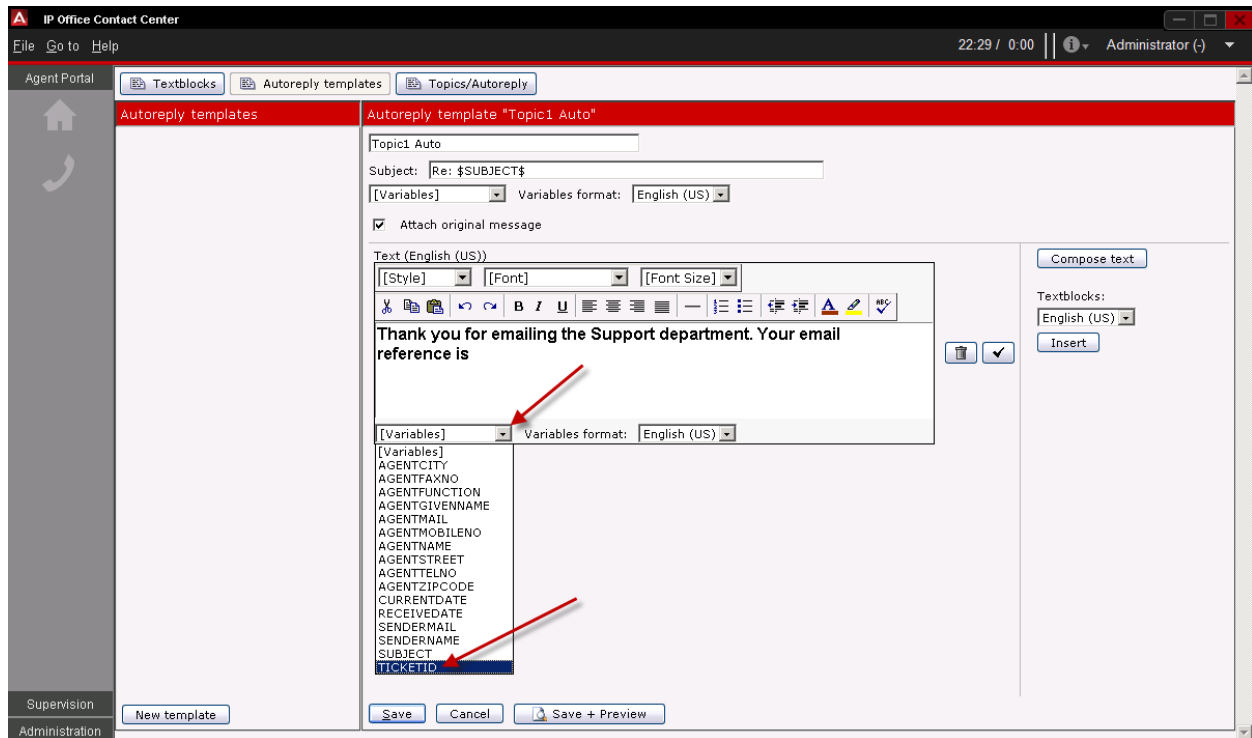 IP Office Contact Center
File Go to Help
22:29 / 0:00 Administrator (-)
Agent Portal
Textblocks Autoreply templates Topics/Autoreply
Autoreply templates
Autoreply template "Topic1 Auto"
Topic1 Auto
Subject: Re: $SUBJECT$
[Variables] Variables format: English (US)
Attach original message
Text (English (US))
[Style] [Font] [Font Size]
B I U A ABC
Thank you for emailing the Support department. Your email
reference is
[Variables] Variables format: English (US)
[Variables]
AGENTCITY
AGENTFAXNO
AGENTFUNCTION
AGENTGIVENNAME
AGENTMAIL
AGENTMOBILENO
AGENTNAME
AGENTSTREET
AGENTTELNO
AGENTZIPCODE
CURRENTDATE
RECEIVEDATE
SENDERMAIL
SENDERNAME
SUBJECT
TICKETID
Compose text
Textblocks:
English (US)
Insert
Supervision
Administration
New template
Save Cancel Save + Preview